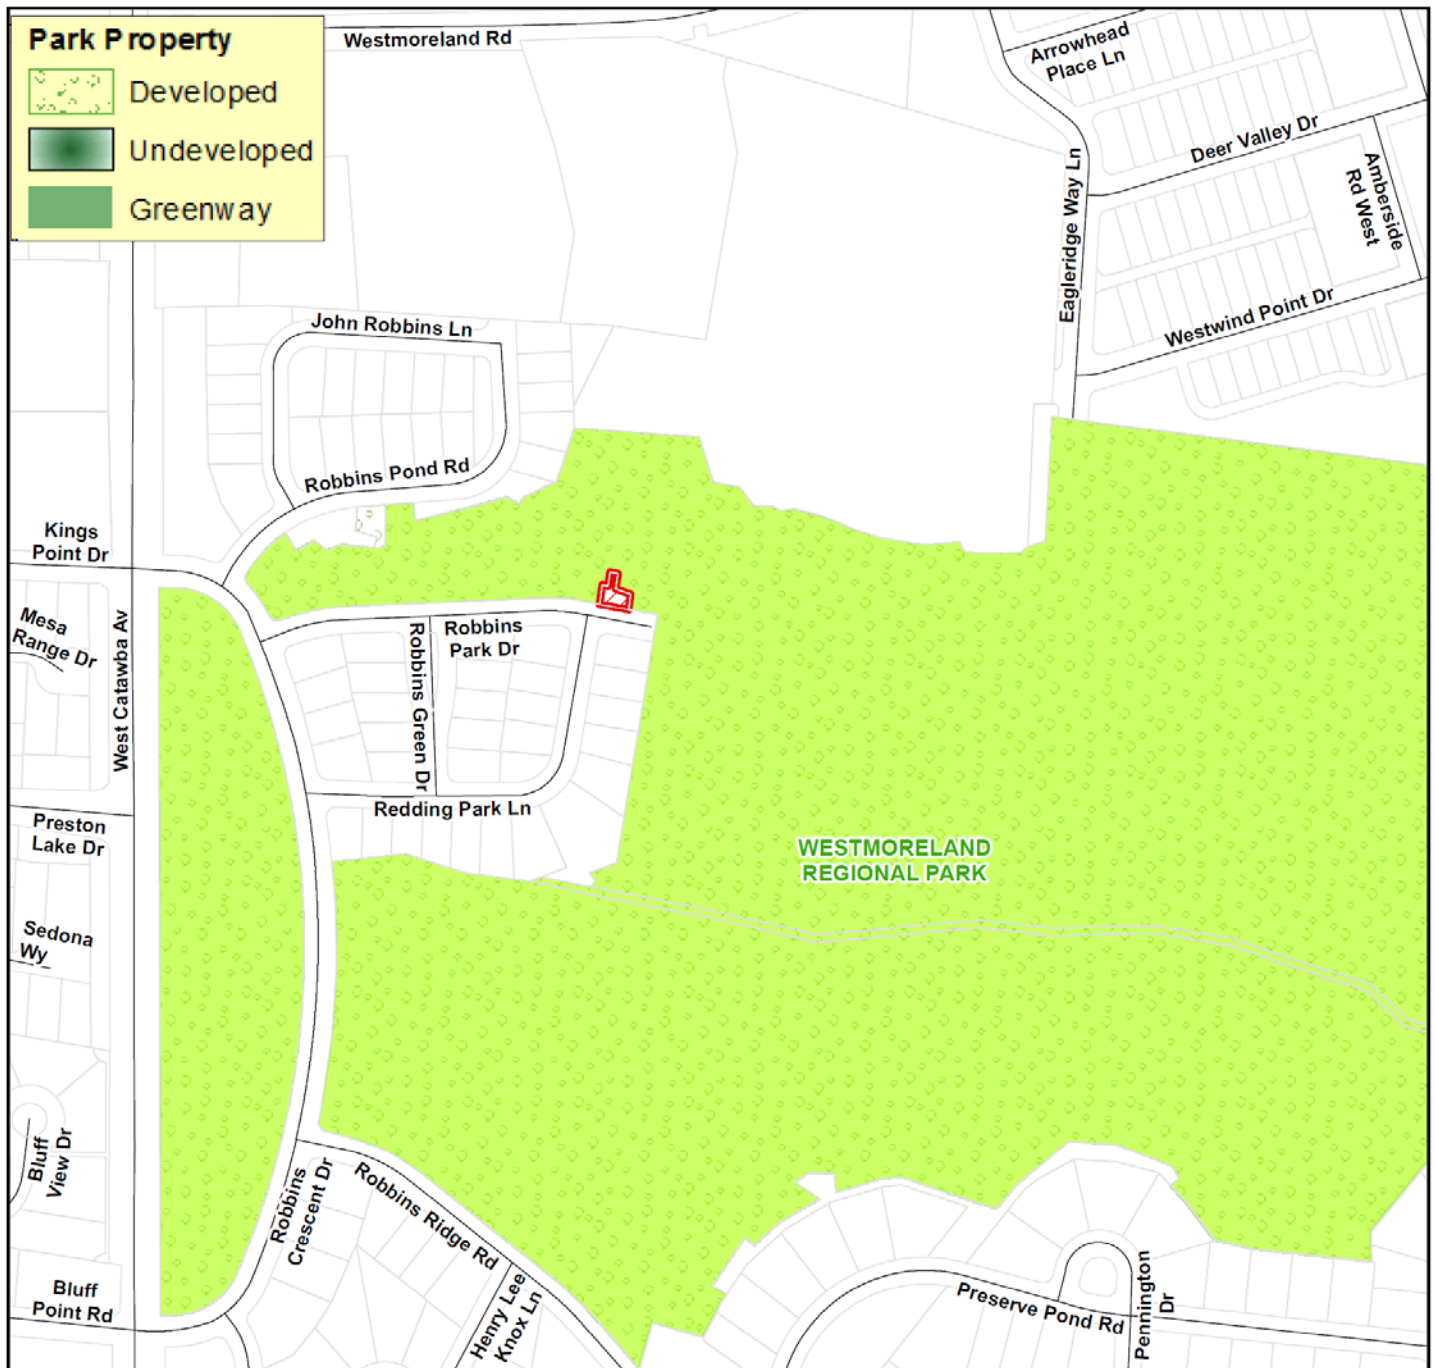 Park Property
Developed
Undeveloped
Greenway
Westmoreland Rd
Arrowhead
Place Ln
Deer Valley Dr
Amberside
Rd West
Eagleridge Way Ln
Westwind Point Dr
John Robbins Ln
Robbins Pond Rd
Kings
Point Dr
Mesa
Range Dr
West Catawba Av
Robbins
Park Dr
Robbins Green Dr
Redding Park Ln
Preston
Lake Dr
WESTMORELAND
REGIONAL PARK
Sedona
Wy
Bluff
View Dr
Robbins
Crescent Dr
Robbins Ridge Rd
Bluff
Point Rd
Henry Lee
Knox Ln
Preserve Pond Rd
Pennington
Dr